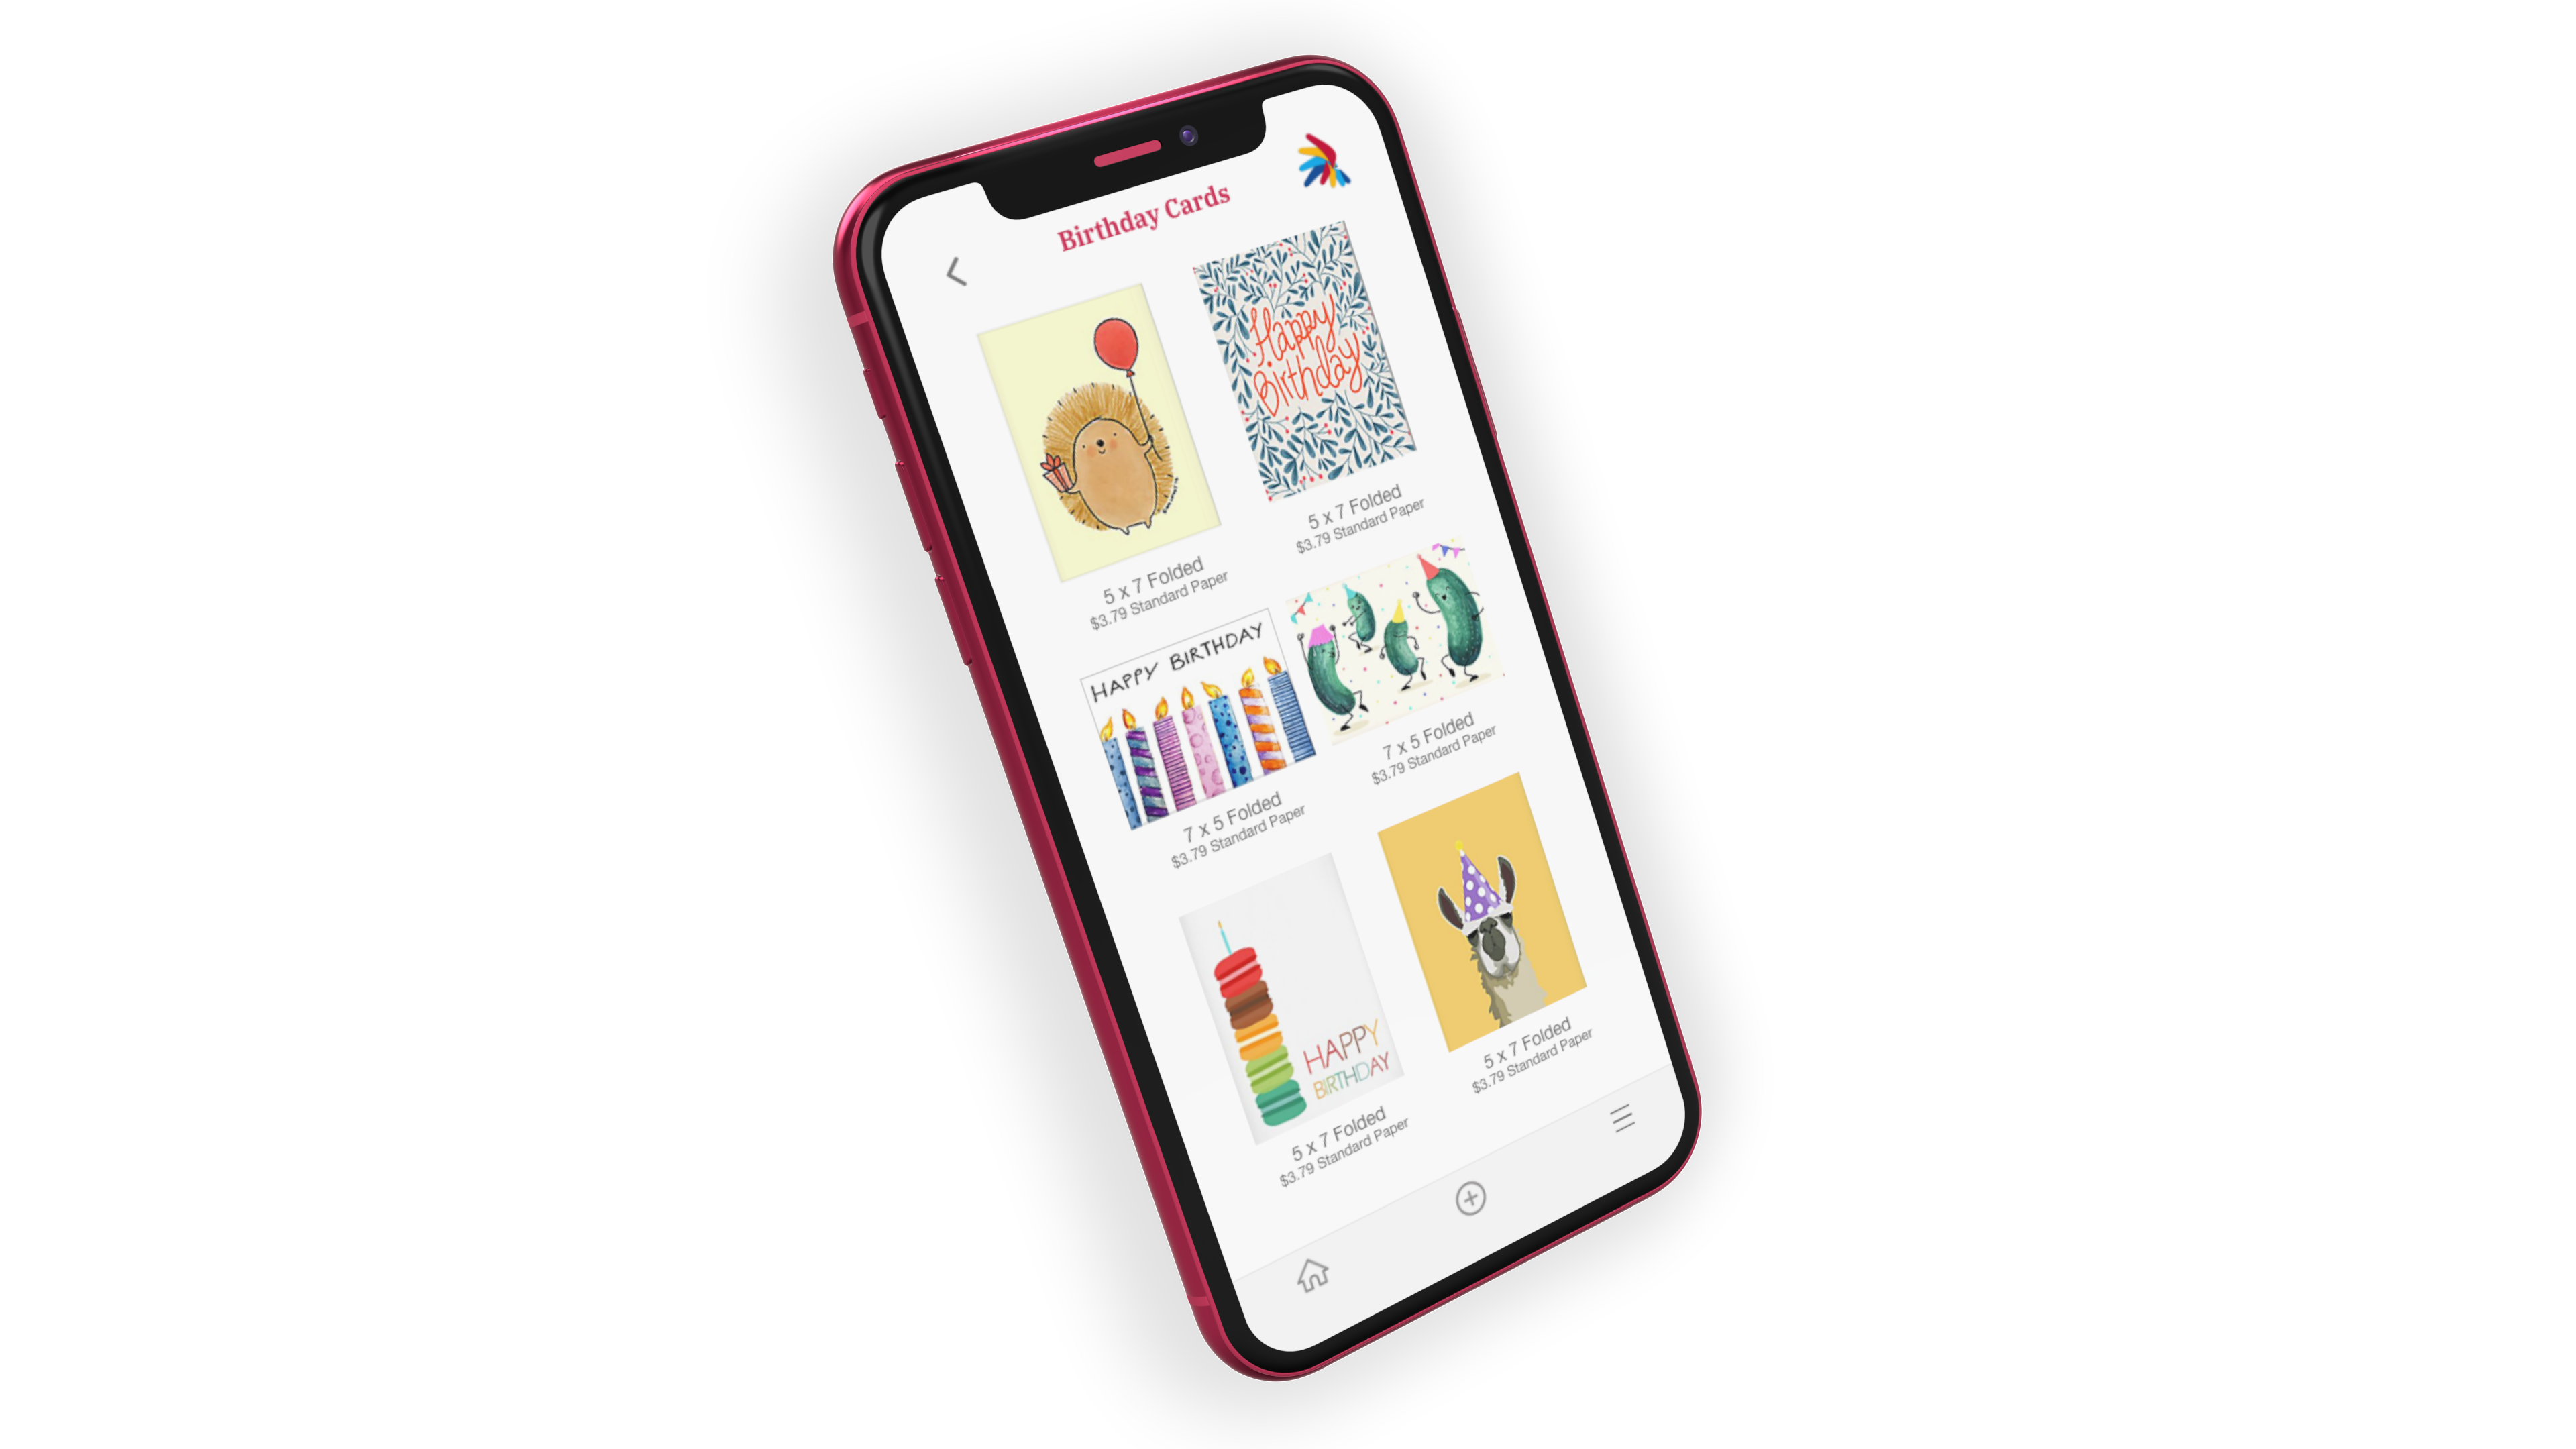 Birthday Cards
Happy
Birthday
5 x 7 Folded
$3.79 Standard Paper
5 x 7 Folded
$3.79 Standard Paper
HAPPY BIRTHDAY
7 x 5 Folded
$3.79 Standard Paper
7 x 5 Folded
$3.79 Standard Paper
HAPPY
BIRTHDAY
5 x 7 Folded
$3.79 Standard Paper
5 x 7 Folded
$3.79 Standard Paper